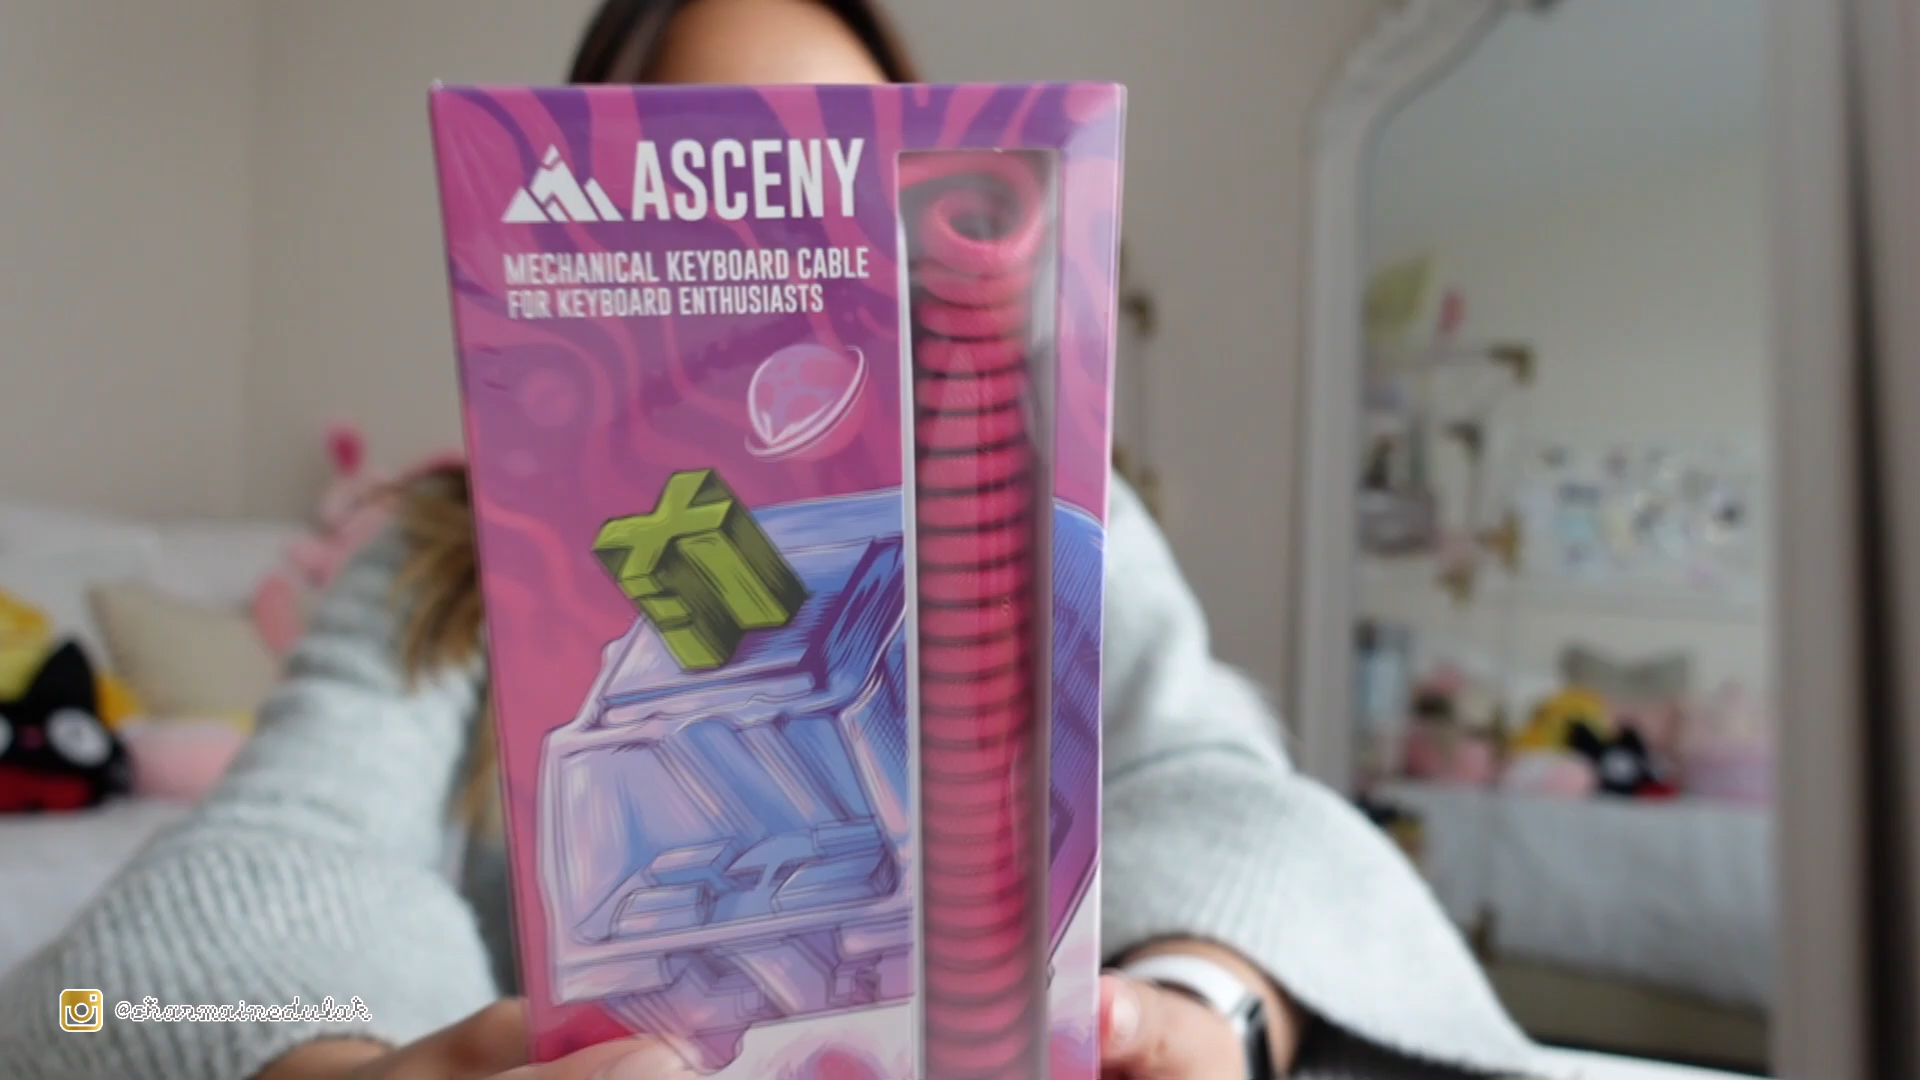 ASCENY
MECHANICAL KEYBOARD CABLE
FOR KEYBOARD ENTHUSIASTS
@charmainedulak